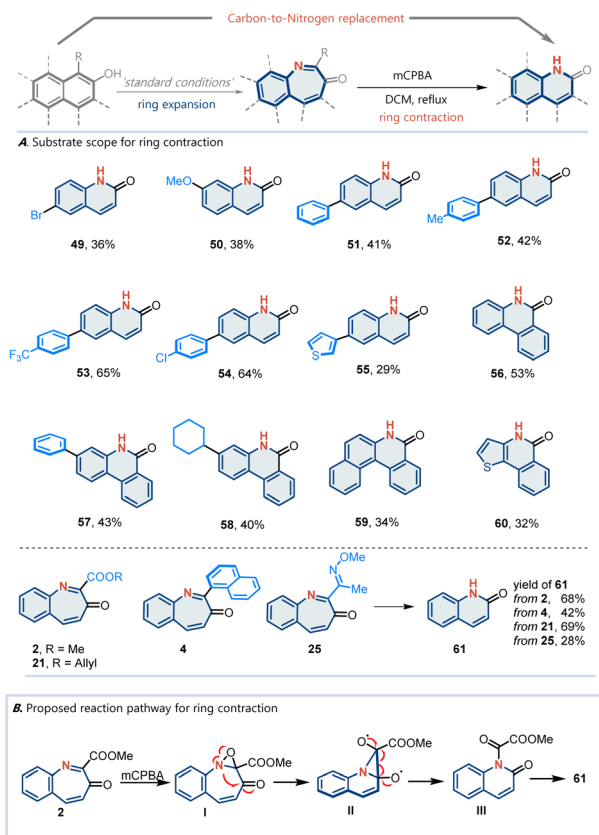 Carbon-to-Nitrogen replacement
R
OH
'standard conditions'
ring expansion
N
R
O
mCPBA
DCM, reflux
ring contraction
H
N
O
A. Substrate scope for ring contraction
H
N
O
Br
49, 36%
MeO
H
N
O
50, 38%
H
N
O
51, 41%
H
N
O
Me
52, 42%
H
N
O
F3C
53, 65%
H
N
O
Cl
54, 64%
H
N
O
S
55, 29%
H
N
O
56, 53%
H
N
O
57, 43%
H
N
O
58, 40%
H
N
O
59, 34%
H
N
O
S
60, 32%
N
COOR
O
2, R = Me
21, R = Allyl
N
O
4
OMe
N
N
Me
O
25
H
N
O
61
yield of 61
from 2, 68%
from 4, 42%
from 21, 69%
from 25, 28%
B. Proposed reaction pathway for ring contraction
N
COOMe
O
2
mCPBA
O
N
COOMe
O
I
O
COOMe
N
O
II
O
COOMe
N
O
III
61